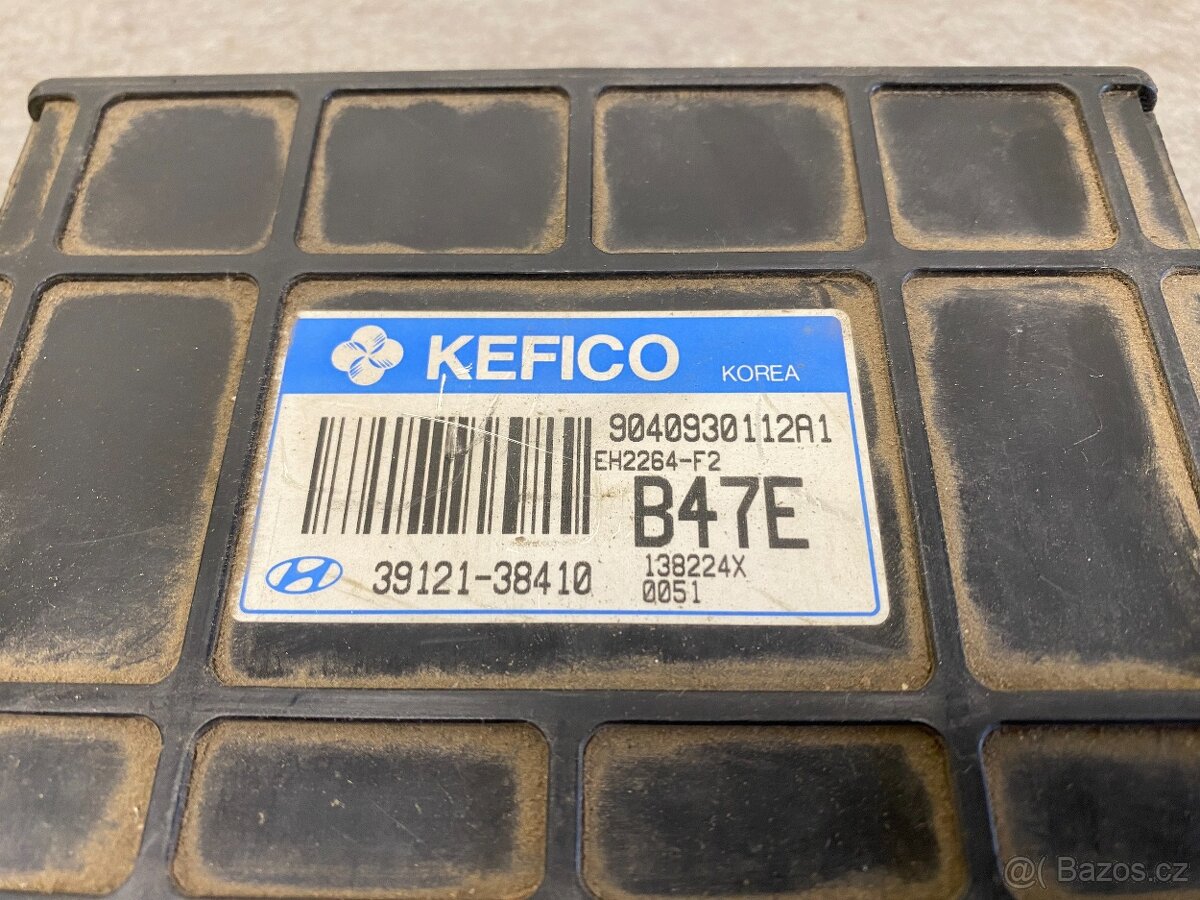 KEFICO KOREA
9040930112A1
EH2264-F2
B47E
39121-38410
138224X
0051
@( Bazos.cz